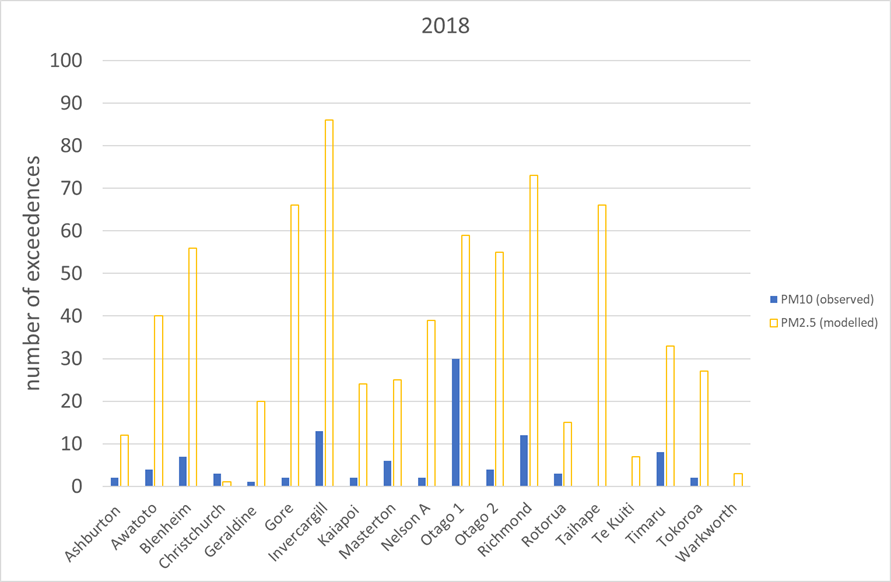 2018
100
90
80
70
60
50
40
30
20
10
0
number of exceedences
Ashburton
Awatoto
Blenheim
Christchurch
Geraldine
Gore
Invercargill
Kaiapoi
Masterton
Nelson A
Otago 1
Otago 2
Richmond
Rotorua
Taihape
Te Kuiti
Timaru
Tokoroa
Warkworth
PM10 (observed)
PM2.5 (modelled)